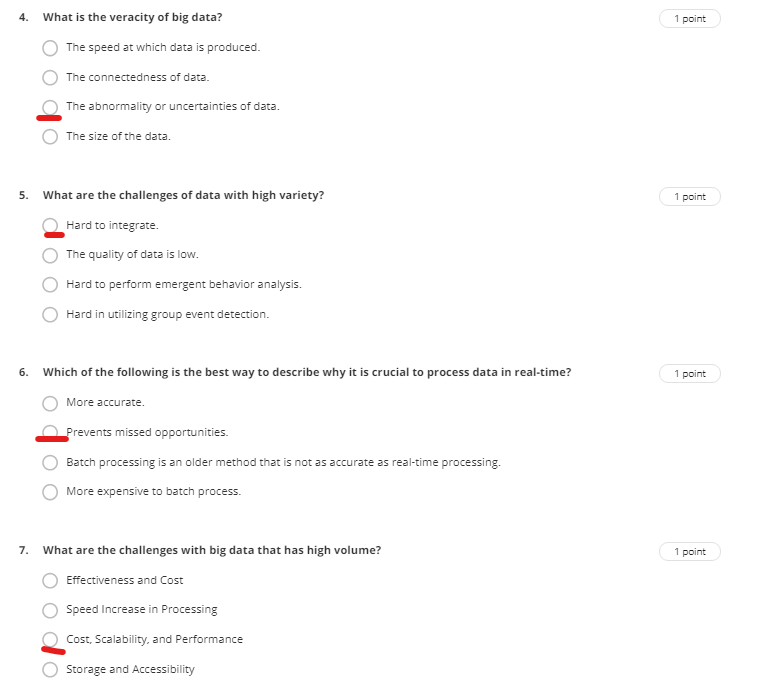 4. What is the veracity of big data? 1 point
The speed at which data is produced.
The connectedness of data.
The abnormality or uncertainties of data.
The size of the data.
5. What are the challenges of data with high variety? 1 point
Hard to integrate.
The quality of data is low.
Hard to perform emergent behavior analysis.
Hard in utilizing group event detection.
6. Which of the following is the best way to describe why it is crucial to process data in real-time? 1 point
More accurate.
Prevents missed opportunities.
Batch processing is an older method that is not as accurate as real-time processing.
More expensive to batch process.
7. What are the challenges with big data that has high volume? 1 point
Effectiveness and Cost
Speed Increase in Processing
Cost, Scalability, and Performance
Storage and Accessibility